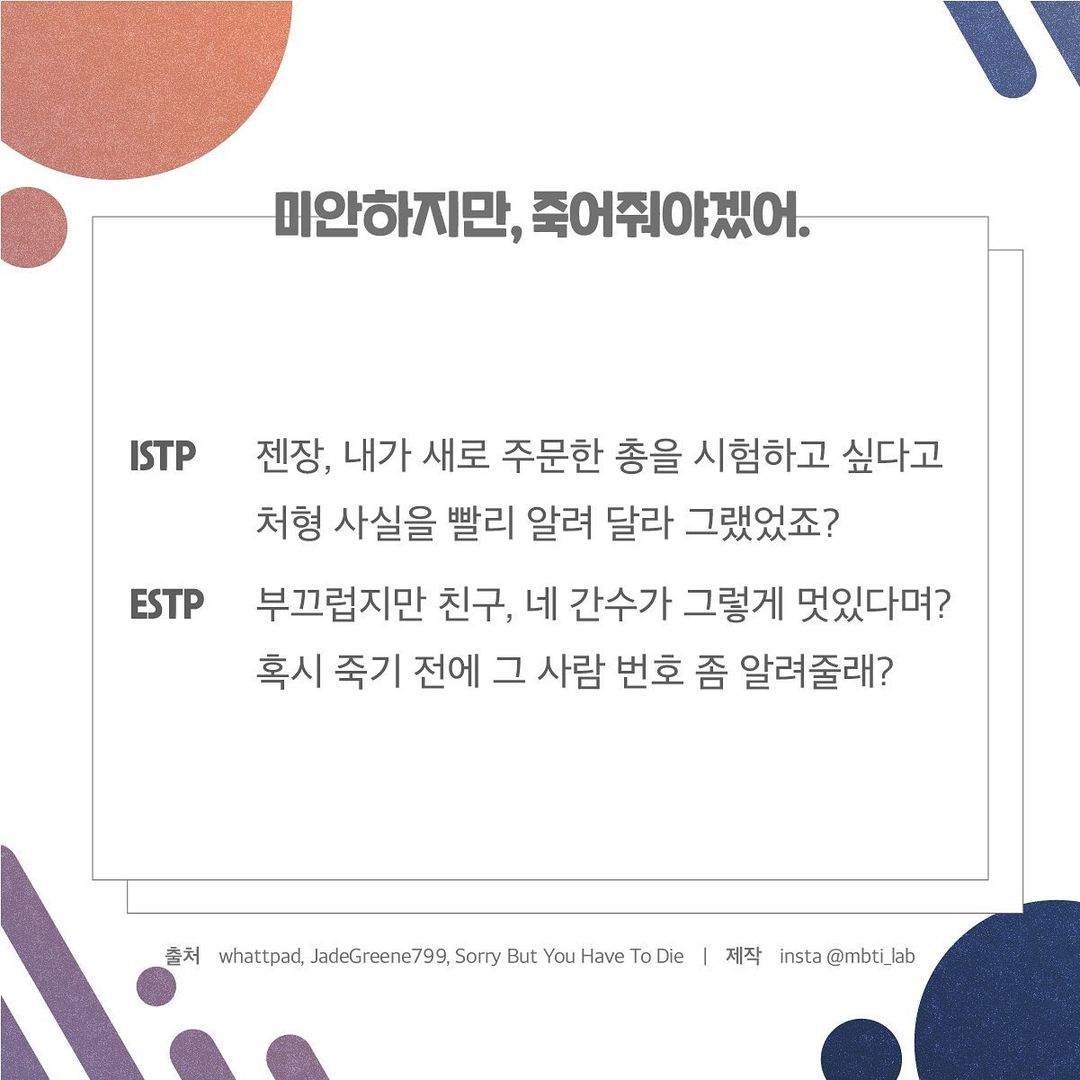 미안하지만, 죽어줘야겠어.
ISTP 젠장, 내가 새로 주문한 총을 시험하고 싶다고
처형 사실을 빨리 알려 달라 그랬었죠?
ESTP 부끄럽지만 친구, 네 간수가 그렇게 멋있다며?
혹시 죽기 전에 그 사람 번호 좀 알려줄래?
출처 whattpad, JadeGreene799, Sorry But You Have To Die | 제작 insta @mbti_lab